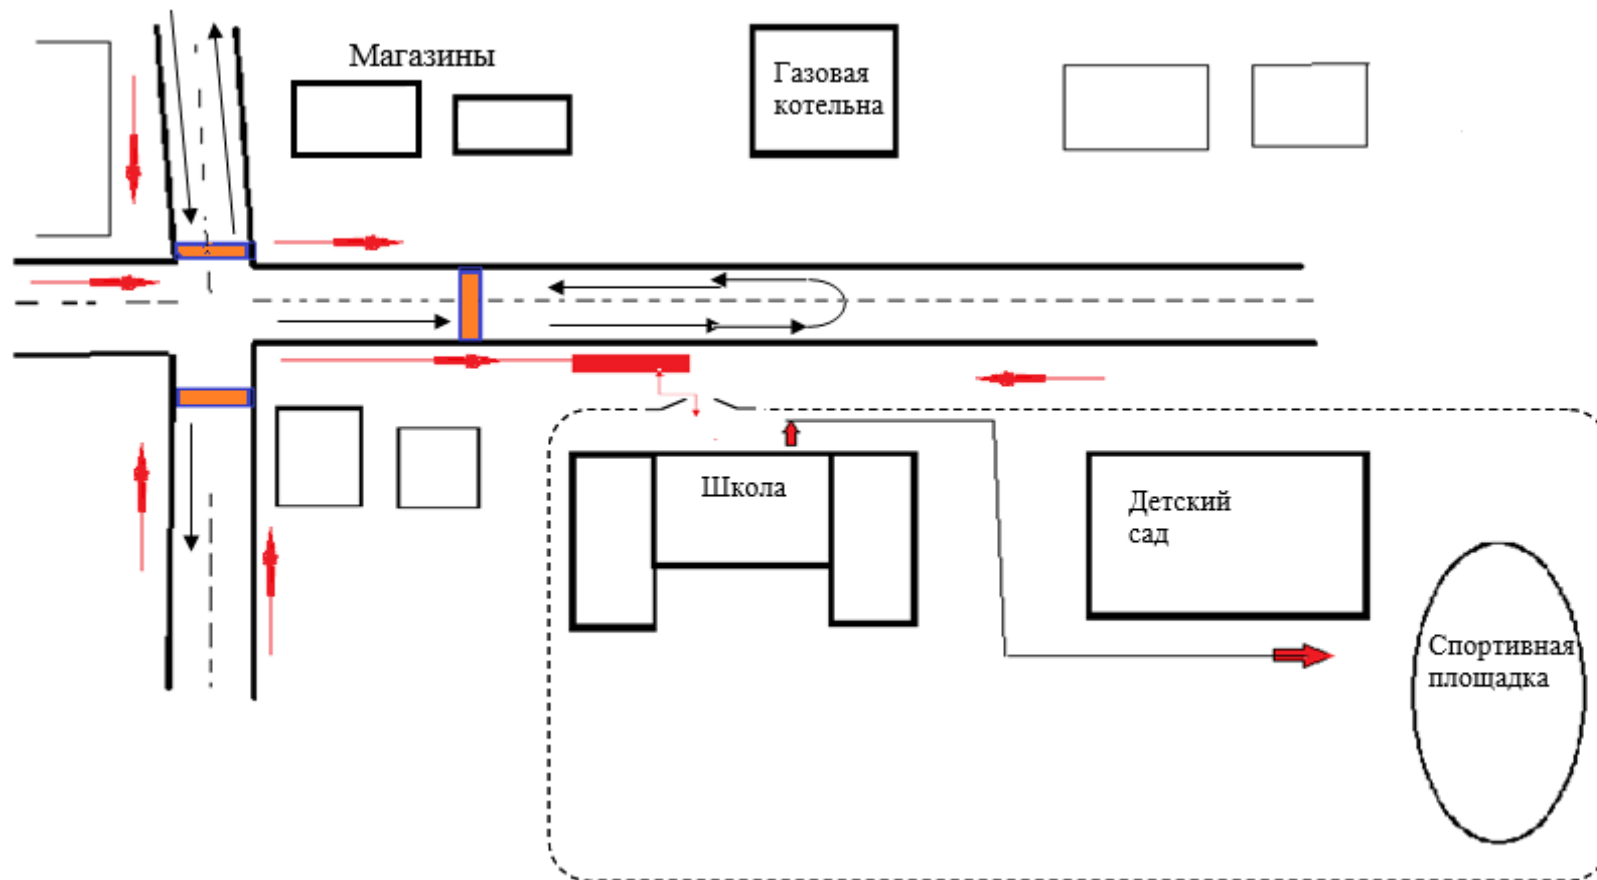 Магазины
Газовая
котельна
Школа
Детский
сад
Спортивная
площадка